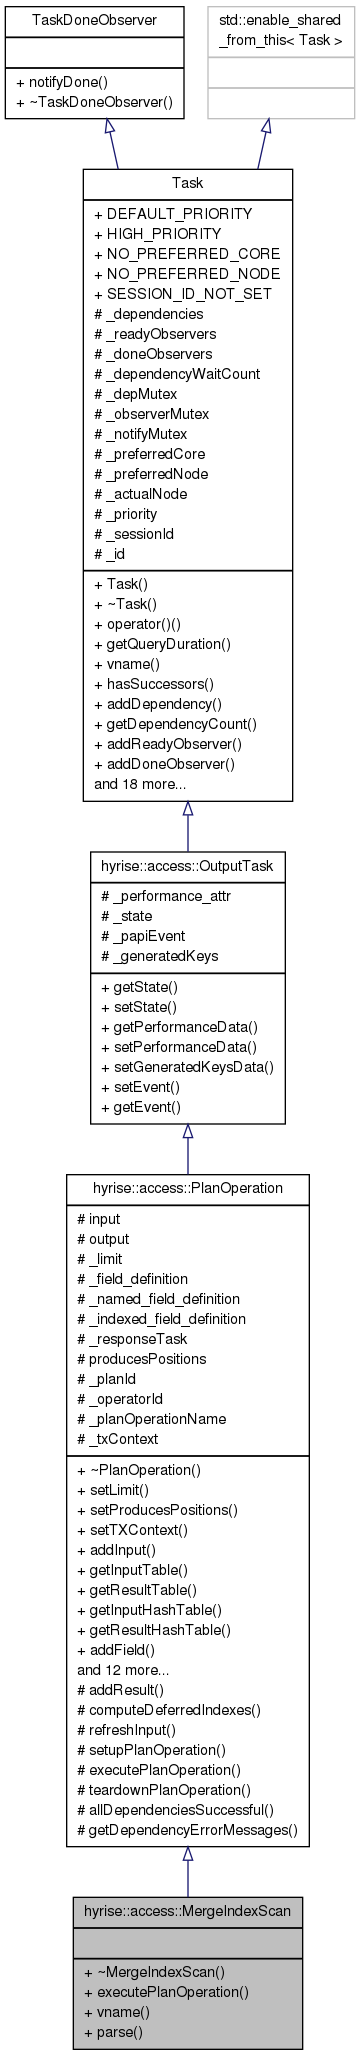 TaskDoneObserver
+ notifyDone()
+ ~TaskDoneObserver()
std::enable_shared
_from_this< Task >
Task
+ DEFAULT_PRIORITY
+ HIGH_PRIORITY
+ NO_PREFERRED_CORE
+ NO_PREFERRED_NODE
+ SESSION_ID_NOT_SET
# _dependencies
# _readyObservers
# _doneObservers
# _dependencyWaitCount
# _depMutex
# _observerMutex
# _notifyMutex
# _preferredCore
# _preferredNode
# _actualNode
# _priority
# _sessionId
# _id
+ Task()
+ ~Task()
+ operator()()
+ getQueryDuration()
+ vname()
+ hasSuccessors()
+ addDependency()
+ getDependencyCount()
+ addReadyObserver()
+ addDoneObserver()
and 18 more...
hyrise::access::OutputTask
# _performance_attr
# _state
# _papiEvent
# _generatedKeys
+ getState()
+ setState()
+ getPerformanceData()
+ setPerformanceData()
+ setGeneratedKeysData()
+ setEvent()
+ getEvent()
hyrise::access::PlanOperation
# input
# output
# _limit
# _field_definition
# _named_field_definition
# _indexed_field_definition
# _responseTask
# producesPositions
# _planId
# _operatorId
# _planOperationName
# _txContext
+ ~PlanOperation()
+ setLimit()
+ setProducesPositions()
+ setTXContext()
+ addInput()
+ getInputTable()
+ getResultTable()
+ getInputHashTable()
+ getResultHashTable()
+ addField()
and 12 more...
# addResult()
# computeDeferredIndexes()
# refreshInput()
# setupPlanOperation()
# executePlanOperation()
# teardownPlanOperation()
# allDependenciesSuccessful()
# getDependencyErrorMessages()
hyrise::access::MergeIndexScan
+ ~MergeIndexScan()
+ executePlanOperation()
+ vname()
+ parse()